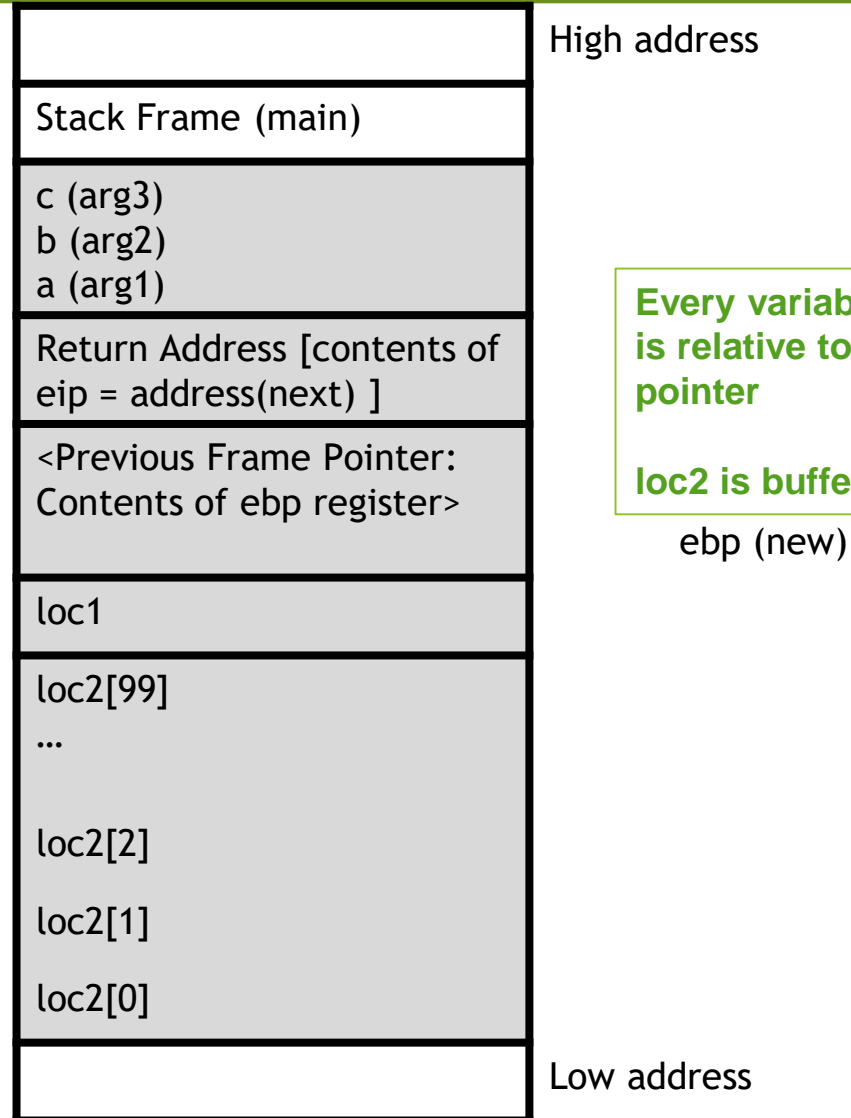 High address
Stack Frame (main)
c (arg3)
b (arg2)
a (arg1)
Return Address [contents of
eip = address(next) ]
<Previous Frame Pointer:
Contents of ebp register>
Every
is relative to
pointer
loc2 is
ebp (new)
loc1
loc2[99]
…
loc2[2]
loc2[1]
loc2[0]
Low address